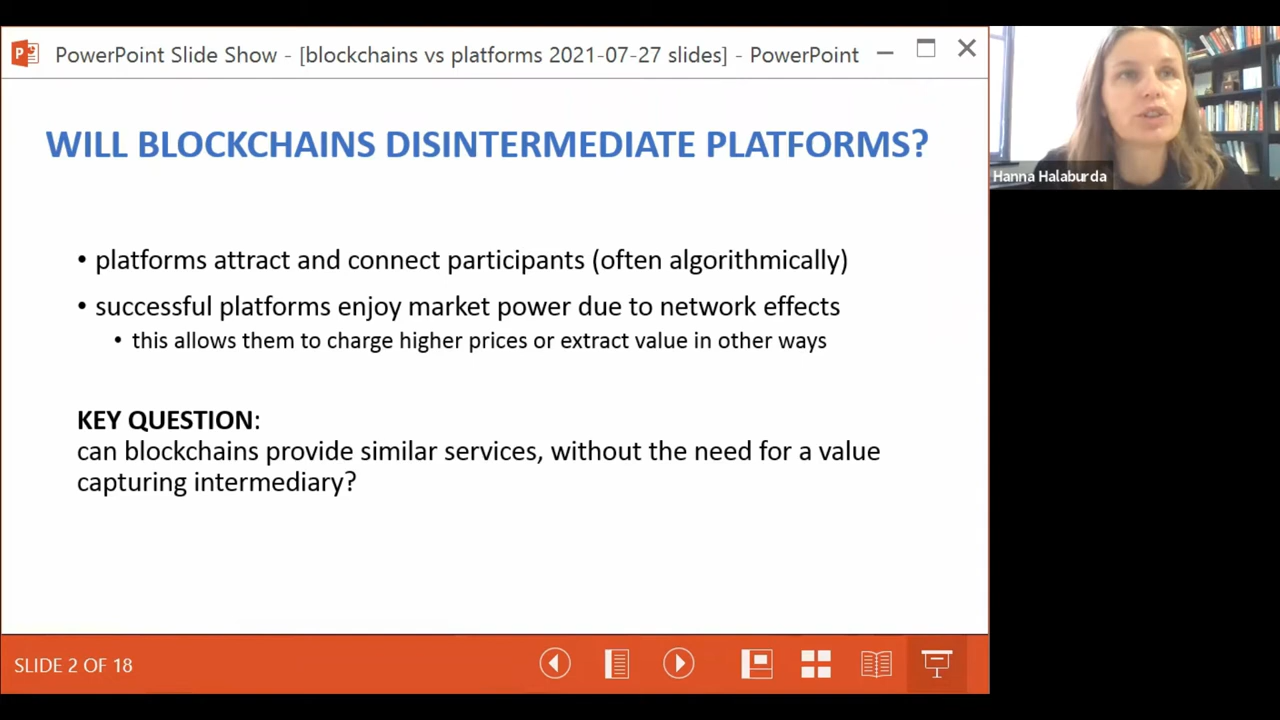 PowerPoint Slide Show - [blockchains vs platforms 2021-07-27 slides] - PowerPoint
WILL BLOCKCHAINS DISINTERMEDIATE PLATFORMS?
Hanna Halaburda
• platforms attract and connect participants (often algorithmically)
• successful platforms enjoy market power due to network effects
• this allows them to charge higher prices or extract value in other ways
KEY QUESTION:
can blockchains provide similar services, without the need for a value
capturing intermediary?
SLIDE 2 OF 18